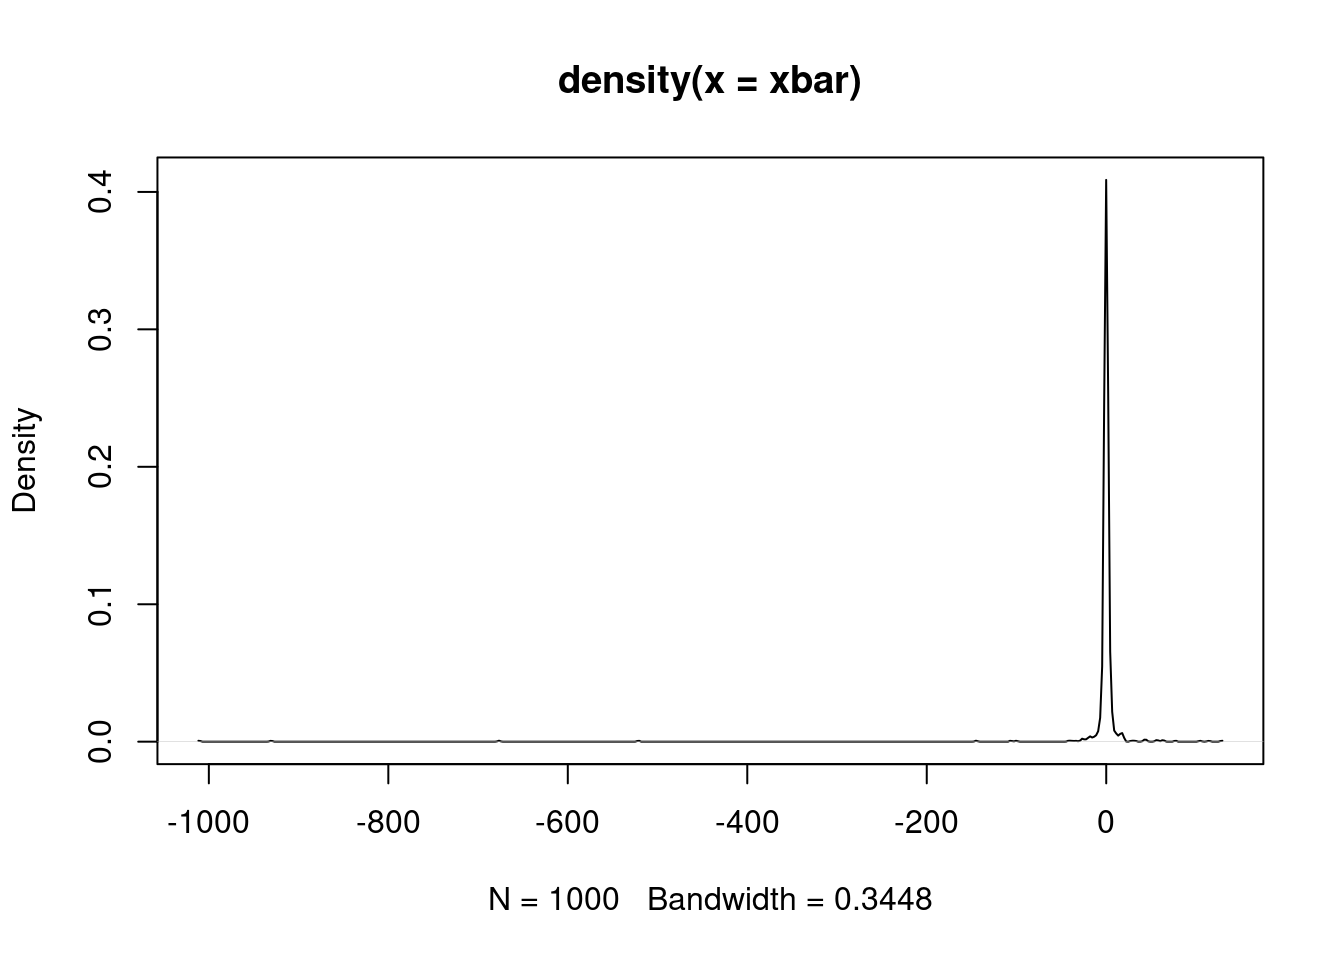 density(x = xbar)
Density
0.4
0.3
0.2
0.1
0.0
-1000 -800 -600 -400 -200 0
N = 1000 Bandwidth = 0.3448